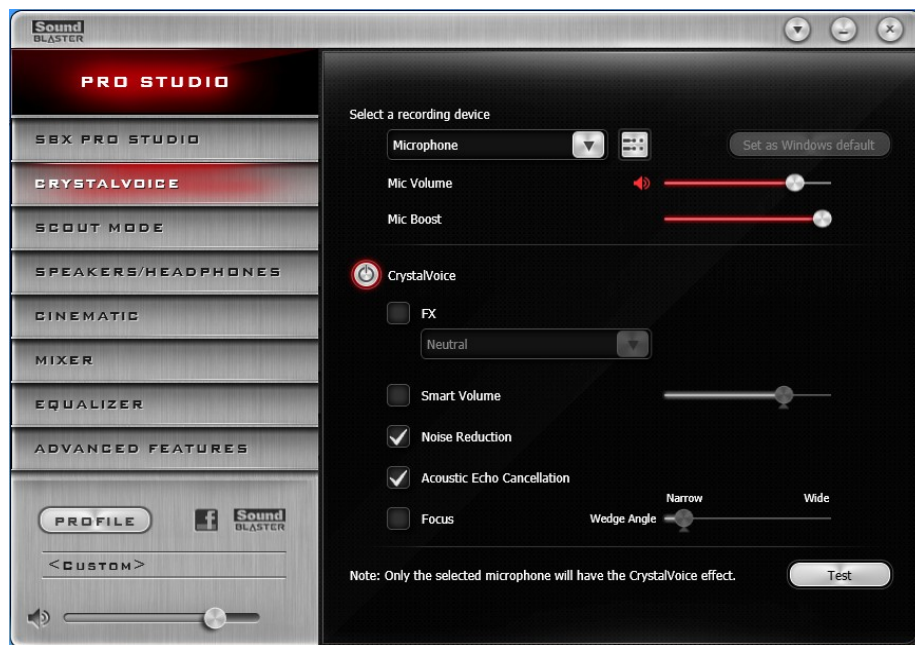 Sound
BLASTER
PRO STUDIO
SBX PRO STUDIO
CRYSTALVOICE
SCOUT MODE
SPEAKERS/HEADPHONES
CINEMATIC
MIXER
EQUALIZER
ADVANCED FEATURES
PROFILE
f
Sound
BLASTER
<CUSTOM>
Select a recording device
Microphone
Set as Windows default
Mic Volume
Mic Boost
CrystalVoice
FX
Neutral
Smart Volume
Noise Reduction
Acoustic Echo Cancellation
Narrow Wide
Focus Wedge Angle
Note: Only the selected microphone will have the CrystalVoice effect.
Test